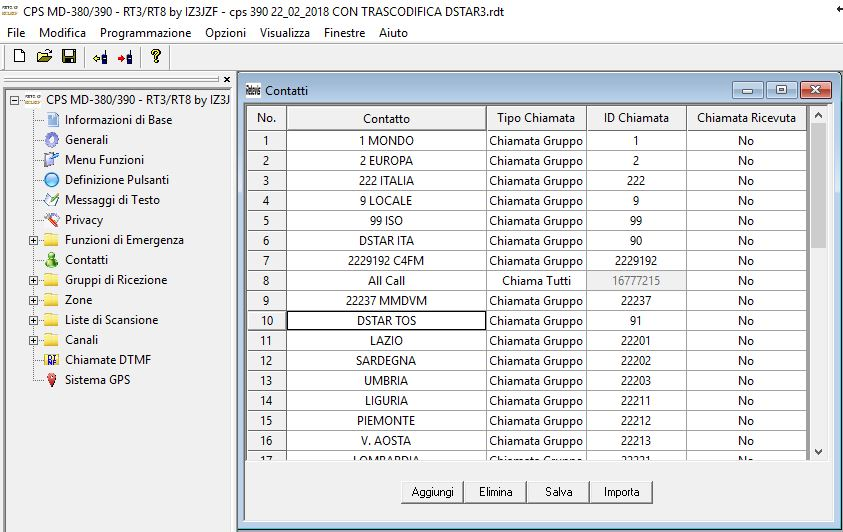 CPS MD-380/390 - RT3/RT8 by IZ3JZF - cps 390 22_02_2018 CON TRASCODIFICA DSTAR3.rdt
File Modifica Programmazione Opzioni Visualizza Finestre Aiuto
CPS MD-380/390 - RT3/RT8 by IZ3J
Informazioni di Base
Generali
Menu Funzioni
Definizione Pulsanti
Messaggi di Testo
Privacy
Funzioni di Emergenza
Contatti
Gruppi di Ricezione
Zone
Liste di Scansione
Canali
Chiamate DTMF
Sistema GPS
Retevis Contatti
No. Contatto Tipo Chiamata ID Chiamata Chiamata Ricevuta
1 1 MONDO Chiamata Gruppo 1 No
2 2 EUROPA Chiamata Gruppo 2 No
3 222 ITALIA Chiamata Gruppo 222 No
4 9 LOCALE Chiamata Gruppo 9 No
5 99 ISO Chiamata Gruppo 99 No
6 DSTAR ITA Chiamata Gruppo 90 No
7 2229192 C4FM Chiamata Gruppo 2229192 No
8 All Call Chiama Tutti 16777215 No
9 22237 MMDVM Chiamata Gruppo 22237 No
10 DSTAR TOS Chiamata Gruppo 91 No
11 LAZIO Chiamata Gruppo 22201 No
12 SARDEGNA Chiamata Gruppo 22202 No
13 UMBRIA Chiamata Gruppo 22203 No
14 LIGURIA Chiamata Gruppo 22211 No
15 PIEMONTE Chiamata Gruppo 22212 No
16 V. AOSTA Chiamata Gruppo 22213 No
17 LOMBARDIA Chiamata Gruppo 22221 No
Aggiungi Elimina Salva Importa